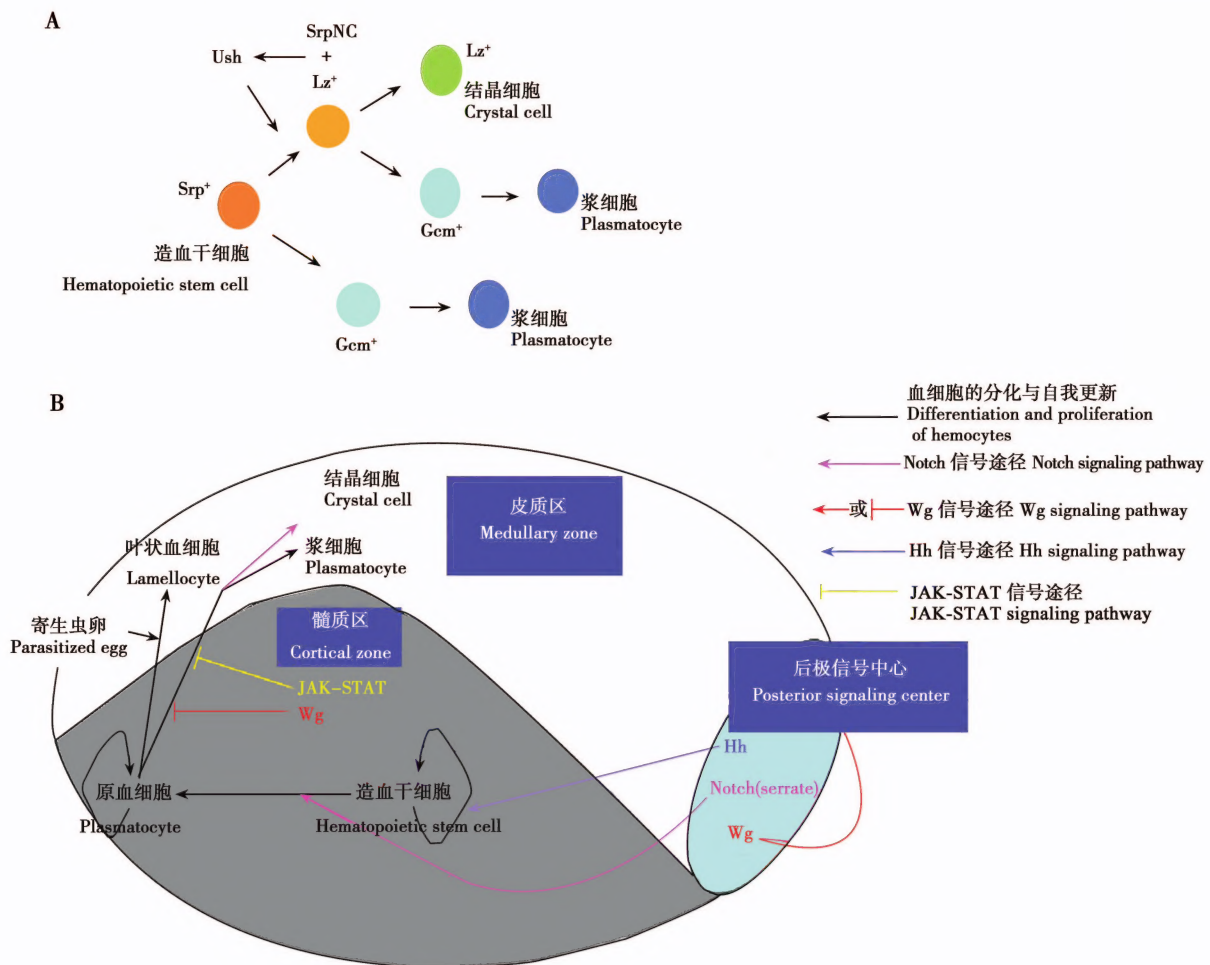 A
SrpNC
+
Lz⁺
Ush
Lz⁺
结晶细胞
Crystal cell
Srp⁺
造血干细胞
Hematopoietic stem cell
Gcm⁺
浆细胞
Plasmatocyte
Gcm⁺
浆细胞
Plasmatocyte
B
血细胞的分化与自我更新
Differentiation and proliferation
of hemocytes
Notch 信号途径 Notch signaling pathway
或 Wg 信号途径 Wg signaling pathway
Hh 信号途径 Hh signaling pathway
JAK-STAT 信号途径
JAK-STAT signaling pathway
结晶细胞
Crystal cell
皮质区
Medullary zone
叶状血细胞
Lamellocyte
浆细胞
Plasmatocyte
寄生虫卵
Parasitized egg
髓质区
Cortical zone
后极信号中心
Posterior signaling center
JAK-STAT
Wg
Hh
Notch(serrate)
Wg
原血细胞
Plasmatocyte
造血干细胞
Hematopoietic stem cell